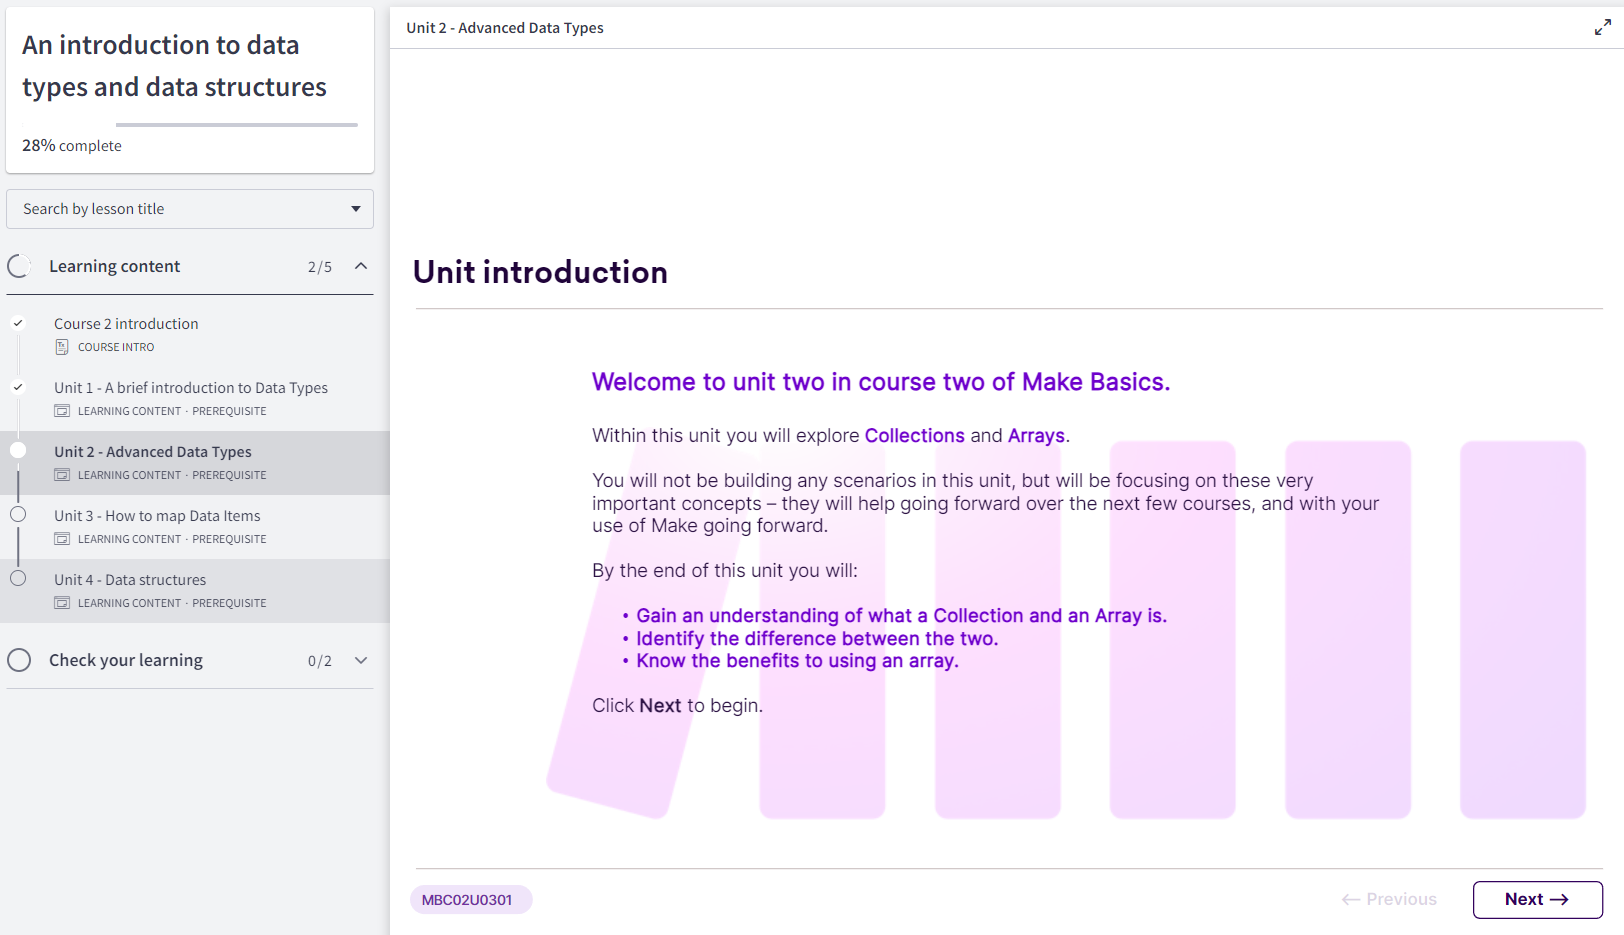 An introduction to data
types and data structures
28% complete
Search by lesson title
Learning content 2/5
Course 2 introduction
COURSE INTRO
Unit 1 - A brief introduction to Data Types
LEARNING CONTENT · PREREQUISITE
Unit 2 - Advanced Data Types
LEARNING CONTENT · PREREQUISITE
Unit 3 - How to map Data Items
LEARNING CONTENT · PREREQUISITE
Unit 4 - Data structures
LEARNING CONTENT · PREREQUISITE
Check your learning 0/2
Unit 2 - Advanced Data Types
Unit introduction
Welcome to unit two in course two of Make Basics.
Within this unit you will explore Collections and Arrays.
You will not be building any scenarios in this unit, but will be focusing on these very
important concepts – they will help going forward over the next few courses, and with your
use of Make going forward.
By the end of this unit you will:
• Gain an understanding of what a Collection and an Array is.
• Identify the difference between the two.
• Know the benefits to using an array.
Click Next to begin.
MBC02U0301
← Previous
Next →